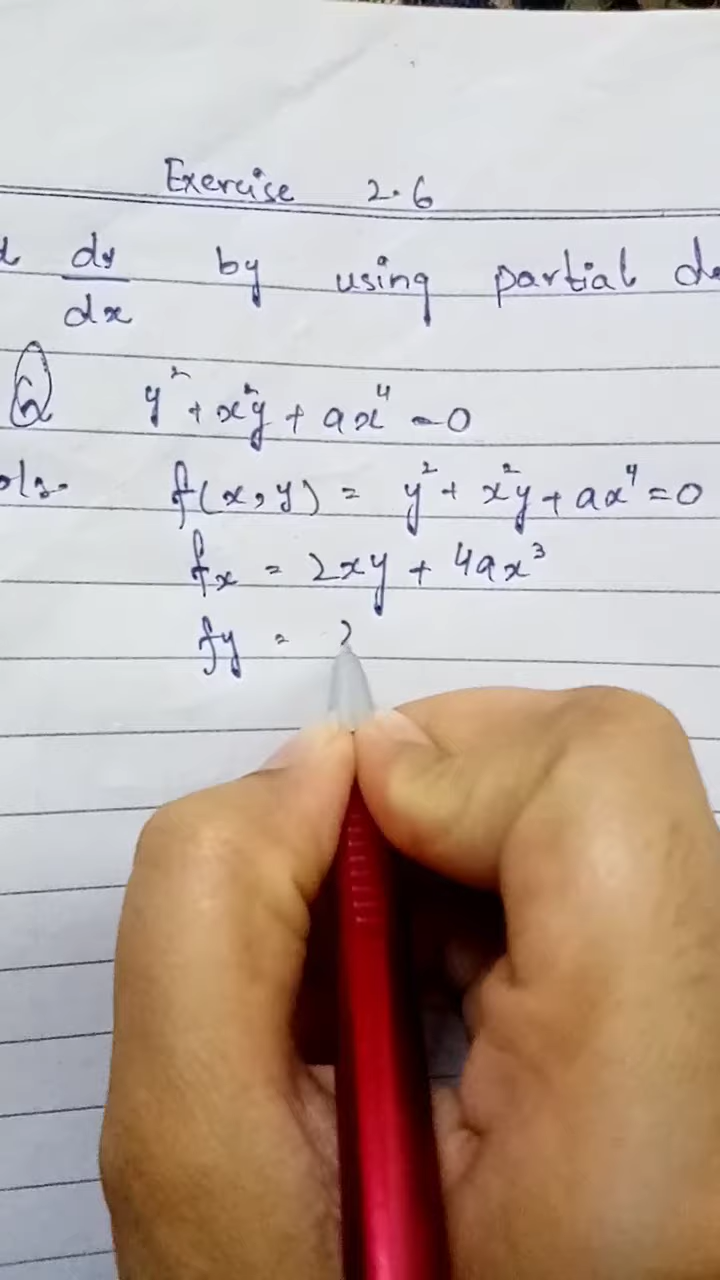 Exercise 2.6
dy/dx by using partial
Q y² + x²y + ax⁴ = 0
f(x,y) = y² + x²y + ax⁴ = 0
fx = 2xy + 4ax³
fy = 2